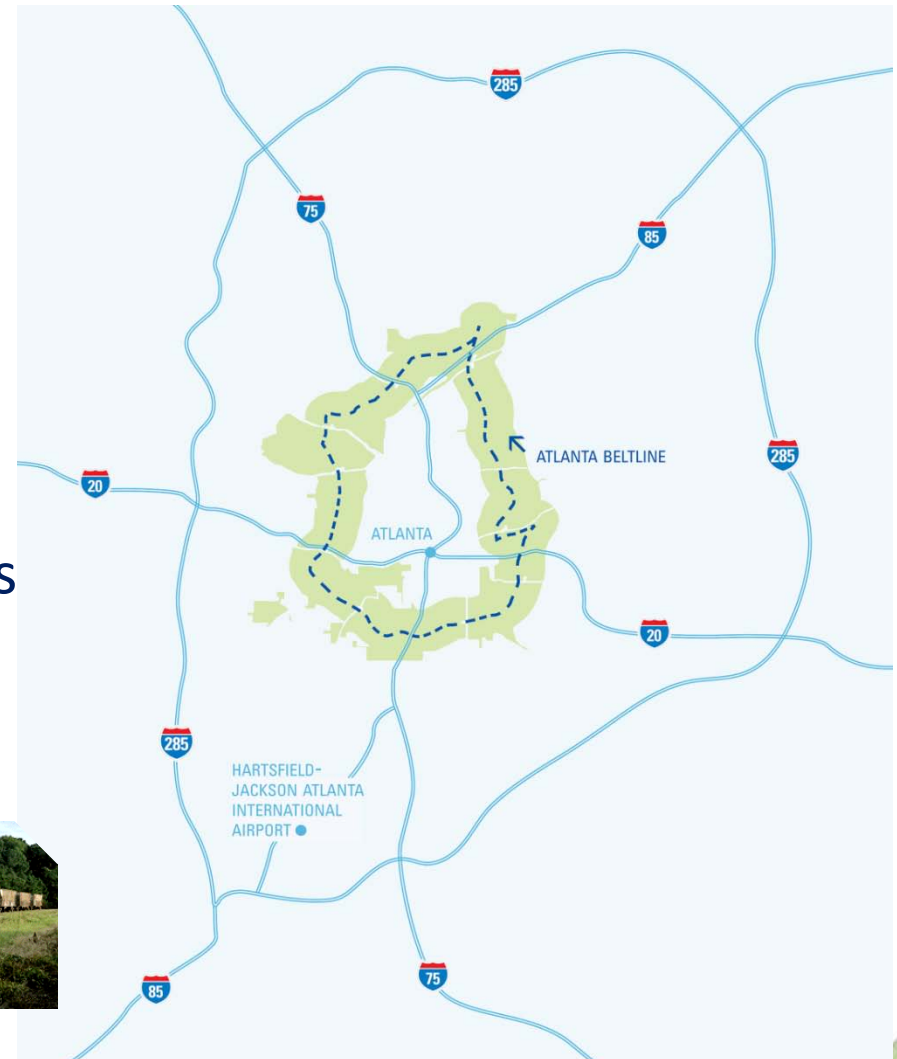 285
75
85
ATLANTA BELTLINE
285
20
ATLANTA
S
20
285
HARTSFIELD-
JACKSON ATLANTA
INTERNATIONAL
AIRPORT
75
85